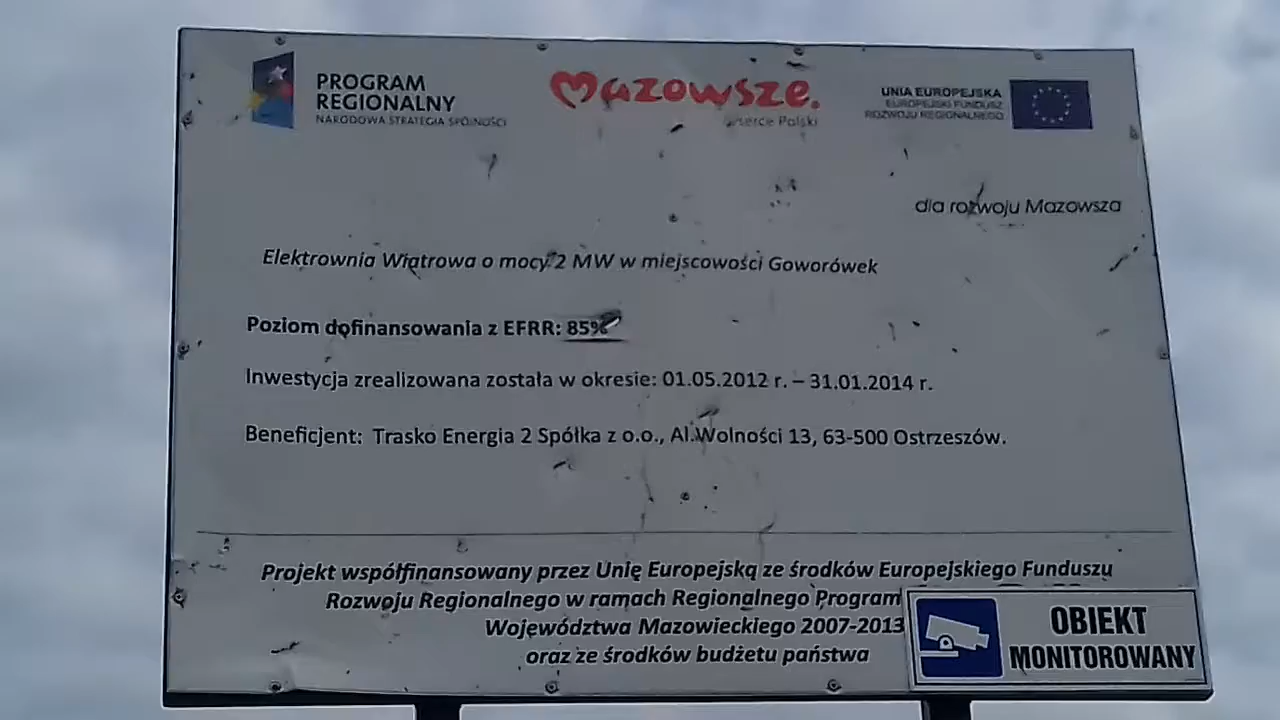 PROGRAM
REGIONALNY
NARODOWA STRATEGIA SPÓJNOŚCI
Mazowsze.
serce Polski
UNIA EUROPEJSKA
EUROPEJSKI FUNDUSZ
ROZWOJU REGIONALNEGO
dla rozwoju Mazowsza
Elektrownia Wiatrowa o mocy 2 MW w miejscowości Goworówek
Poziom dofinansowania z EFRR: 85%
Inwestycja zrealizowana została w okresie: 01.05.2012 r. – 31.01.2014 r.
Beneficjent: Trasko Energia 2 Spółka z o.o., Al.Wolności 13, 63-500 Ostrzeszów.
Projekt współfinansowany przez Unię Europejską ze środków Europejskiego Funduszu
Rozwoju Regionalnego w ramach Regionalnego Program
Województwa Mazowieckiego 2007-2013
oraz ze środków budżetu państwa
OBIEKT
MONITOROWANY